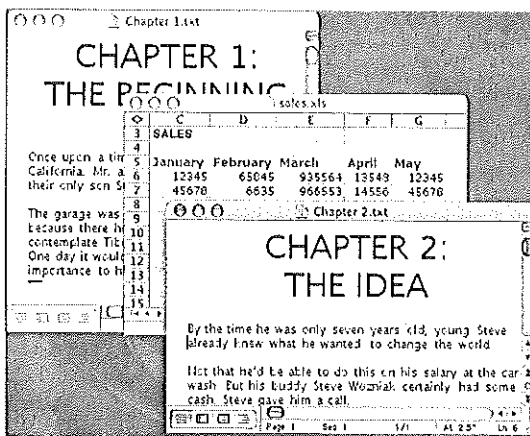 Chapter 1.txt
CHAPTER 1:
THE BEGINNING
Once upon a tim
California. Mr. a
their only son St
The garage was
because there h
contemplate Tib
One day it would
importance to h
sales.xls
C D E F G
3 SALES
4
5 January February March April May
6 12345 65045 935564 13543 12345
7 45678 6635 966553 14556 45678
8
9
10
11
12
13
14
15
Chapter 2.txt
CHAPTER 2:
THE IDEA
By the time he was only seven years old, young Steve
already knew what he wanted to change the world
Not that he'd be able to do this on his salary at the car
wash. But his buddy Steve Wozniak certainly had some
cash. Steve gave him a call.
Page 1 Sec 1 1/1 At 2.5" Ln 6